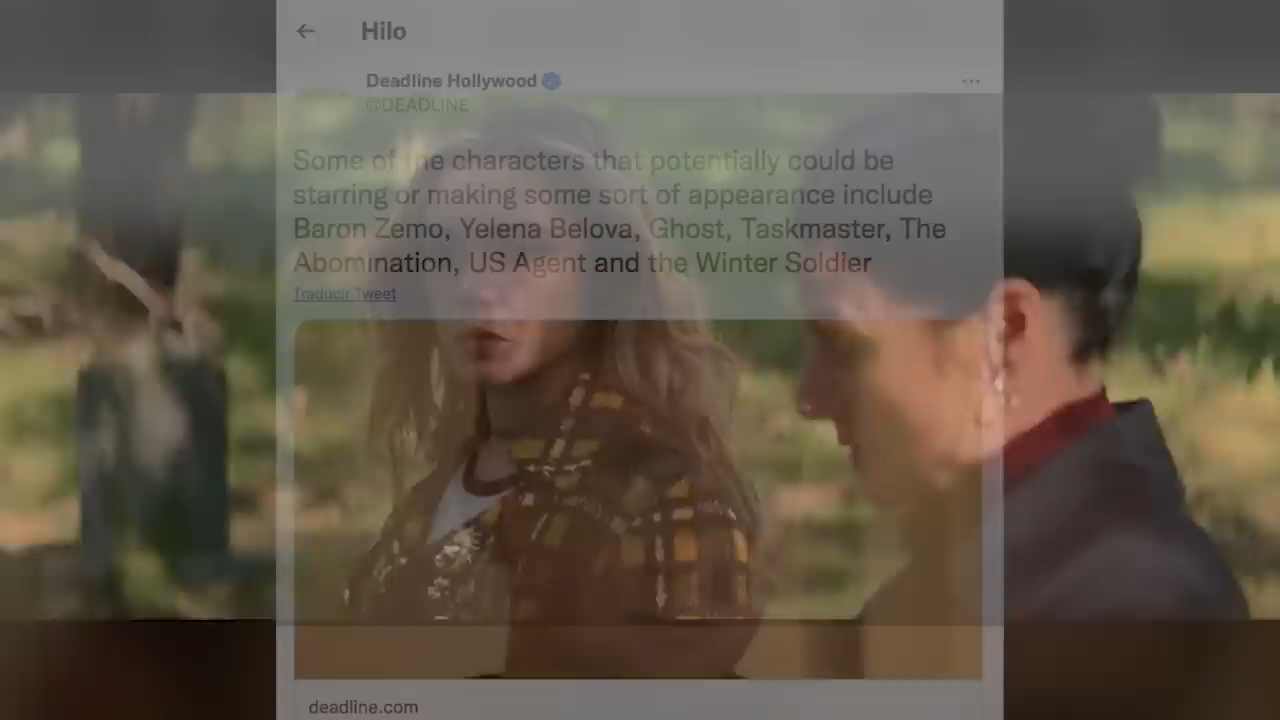 Hilo
Deadline Hollywood
@DEADLINE
Some of the characters that potentially could be
starring or making some sort of appearance include
Baron Zemo, Yelena Belova, Ghost, Taskmaster, The
Abomination, US Agent and the Winter Soldier
Traducir Tweet
deadline.com